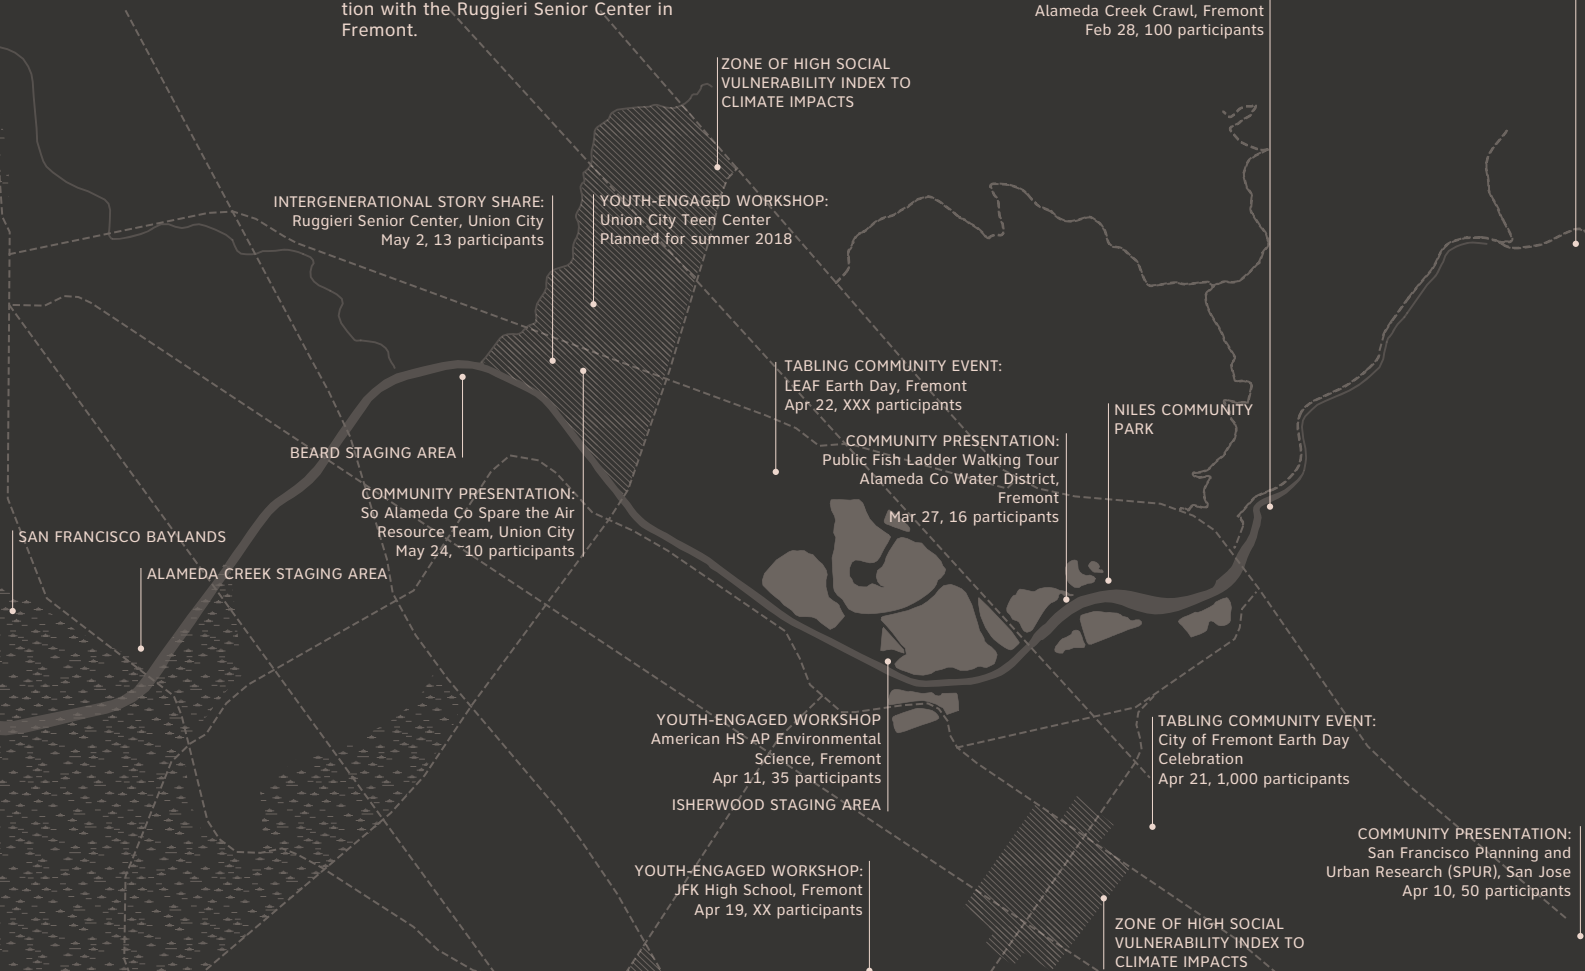 tion with the Ruggieri Senior Center in
Fremont.
Alameda Creek Crawl, Fremont
Feb 28, 100 participants
ZONE OF HIGH SOCIAL
VULNERABILITY INDEX TO
CLIMATE IMPACTS
INTERGENERATIONAL STORY SHARE:
Ruggieri Senior Center, Union City
May 2, 13 participants
YOUTH-ENGAGED WORKSHOP:
Union City Teen Center
Planned for summer 2018
TABLING COMMUNITY EVENT:
LEAF Earth Day, Fremont
Apr 22, XXX participants
NILES COMMUNITY
PARK
BEARD STAGING AREA
COMMUNITY PRESENTATION:
Public Fish Ladder Walking Tour
Alameda Co Water District,
Fremont
Mar 27, 16 participants
COMMUNITY PRESENTATION:
So Alameda Co Spare the Air
Resource Team, Union City
May 24, ~10 participants
SAN FRANCISCO BAYLANDS
ALAMEDA CREEK STAGING AREA
YOUTH-ENGAGED WORKSHOP
American HS AP Environmental
Science, Fremont
Apr 11, 35 participants
ISHERWOOD STAGING AREA
TABLING COMMUNITY EVENT:
City of Fremont Earth Day
Celebration
Apr 21, 1,000 participants
COMMUNITY PRESENTATION:
San Francisco Planning and
Urban Research (SPUR), San Jose
Apr 10, 50 participants
YOUTH-ENGAGED WORKSHOP:
JFK High School, Fremont
Apr 19, XX participants
ZONE OF HIGH SOCIAL
VULNERABILITY INDEX TO
CLIMATE IMPACTS